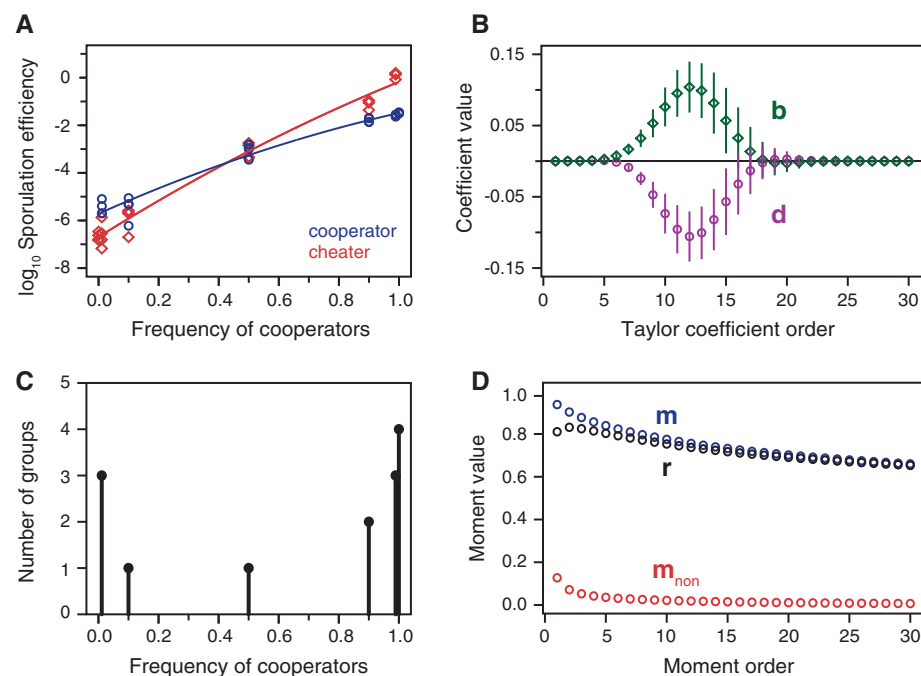 A
log10 Sporulation efficiency
0
-2
-4
-6
-8
cooperator
cheater
0.0 0.2 0.4 0.6 0.8 1.0
Frequency of cooperators
B
Coefficient value
0.15
0.05
-0.05
-0.15
b
d
0 5 10 15 20 25 30
Taylor coefficient order
C
Number of groups
5
4
3
2
1
0
0.0 0.2 0.4 0.6 0.8 1.0
Frequency of cooperators
D
Moment value
1.0
0.8
0.6
0.4
0.2
0.0
m
r
mnon
0 5 10 15 20 25 30
Moment order